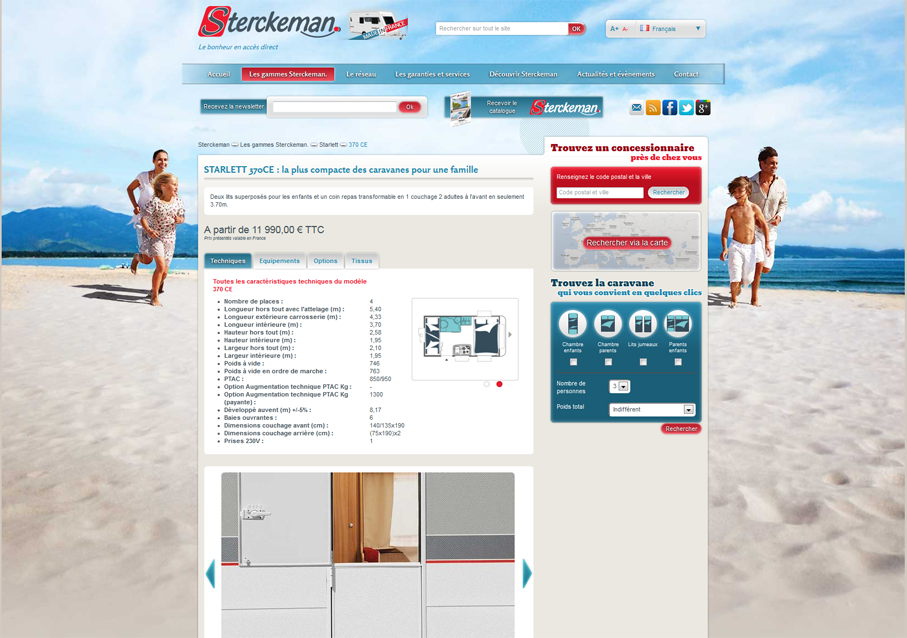 Sterckeman.
MADE IN FRANCE
Le bonheur en accès direct
Rechercher sur tout le site
OK
A+ A-
Français
Accueil
Les gammes Sterckeman.
Le réseau
Les garanties et services
Découvrir Sterckeman
Actualités et événements
Contact
Recevez la newsletter
Ok
Recevoir le
catalogue
Sterckeman.
Sterckeman
Les gammes Sterckeman.
Starlett
370 CE
STARLETT 370CE : la plus compacte des caravanes pour une famille
Deux lits superposés pour les enfants et un coin repas transformable en 1 couchage 2 adultes à l'avant en seulement
3.70m.
A partir de 11 990,00 € TTC
Prix présentés valable en France
Techniques
Equipements
Options
Tissus
Toutes les caractéristiques techniques du modèle
370 CE
Nombre de places : 4
Longueur hors tout avec l'attelage (m) : 5,40
Longueur extérieure carrosserie (m) : 4,33
Longueur intérieure (m) : 3,70
Hauteur hors tout (m) : 2,58
Hauteur intérieure (m) : 1,95
Largeur hors tout (m) : 2,10
Largeur intérieure (m) : 1,95
Poids à vide : 746
Poids à vide en ordre de marche : 763
PTAC : 850/950
Option Augmentation technique PTAC Kg : -
Option Augmentation technique PTAC Kg 1300
(payante) :
Développé auvent (m) +/-5% : 8,17
Baies ouvrantes : 6
Dimensions couchage avant (cm) : 140/135x190
Dimensions couchage arrière (cm) : (75x190)x2
Prises 230V : 1
Trouvez un concessionnaire
près de chez vous
Renseignez le code postal et la ville
Code postal et ville
Rechercher
Rechercher via la carte
Trouvez la caravane
qui vous convient en quelques clics
Chambre
enfants
Chambre
parents
Lits jumeaux
Parents
enfants
Nombre de
personnes
3
Poids total
Indifférent
Rechercher